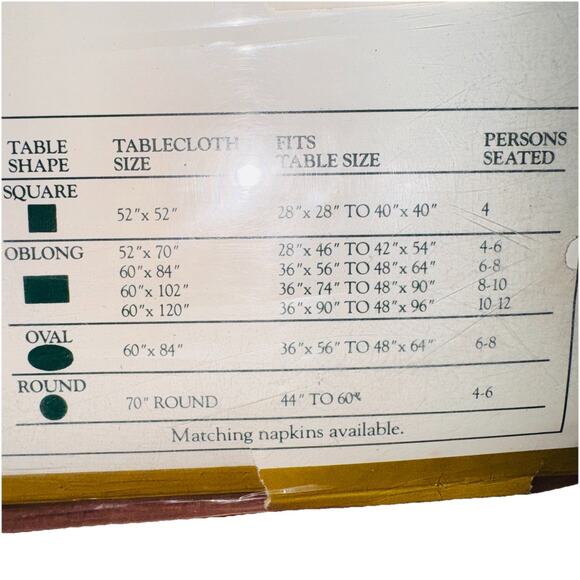 TABLE SHAPE TABLECLOTH SIZE FITS TABLE SIZE PERSONS SEATED
SQUARE
52"x 52" 28"x 28" TO 40"x 40" 4
OBLONG 52"x 70" 28"x 46" TO 42"x 54" 4-6
60"x 84" 36"x 56" TO 48"x 64" 6-8
60"x 102" 36"x 74" TO 48"x 90" 8-10
60"x 120" 36"x 90" TO 48"x 96" 10-12
OVAL
60"x 84" 36"x 56" TO 48"x 64" 6-8
ROUND
70" ROUND 44" TO 60" 4-6
Matching napkins available.